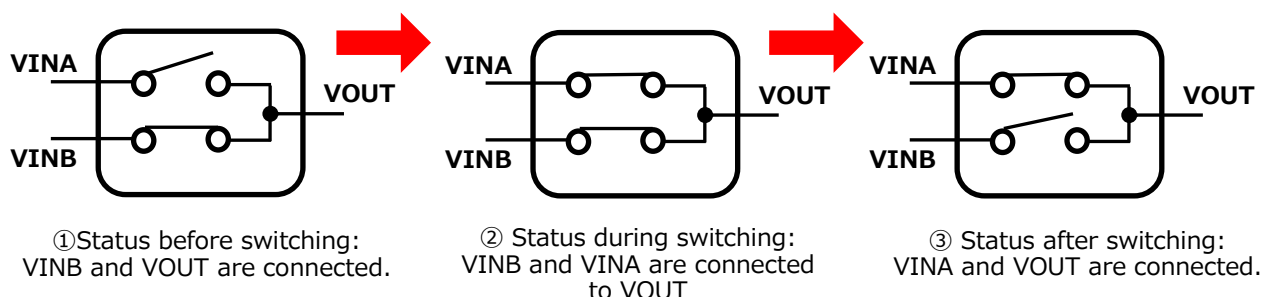 VINA
VOUT
VINB
①Status before switching:
VINB and VOUT are connected.
VINA
VOUT
VINB
② Status during switching:
VINB and VINA are connected
to VOUT
VINA
VOUT
VINB
③ Status after switching:
VINA and VOUT are connected.